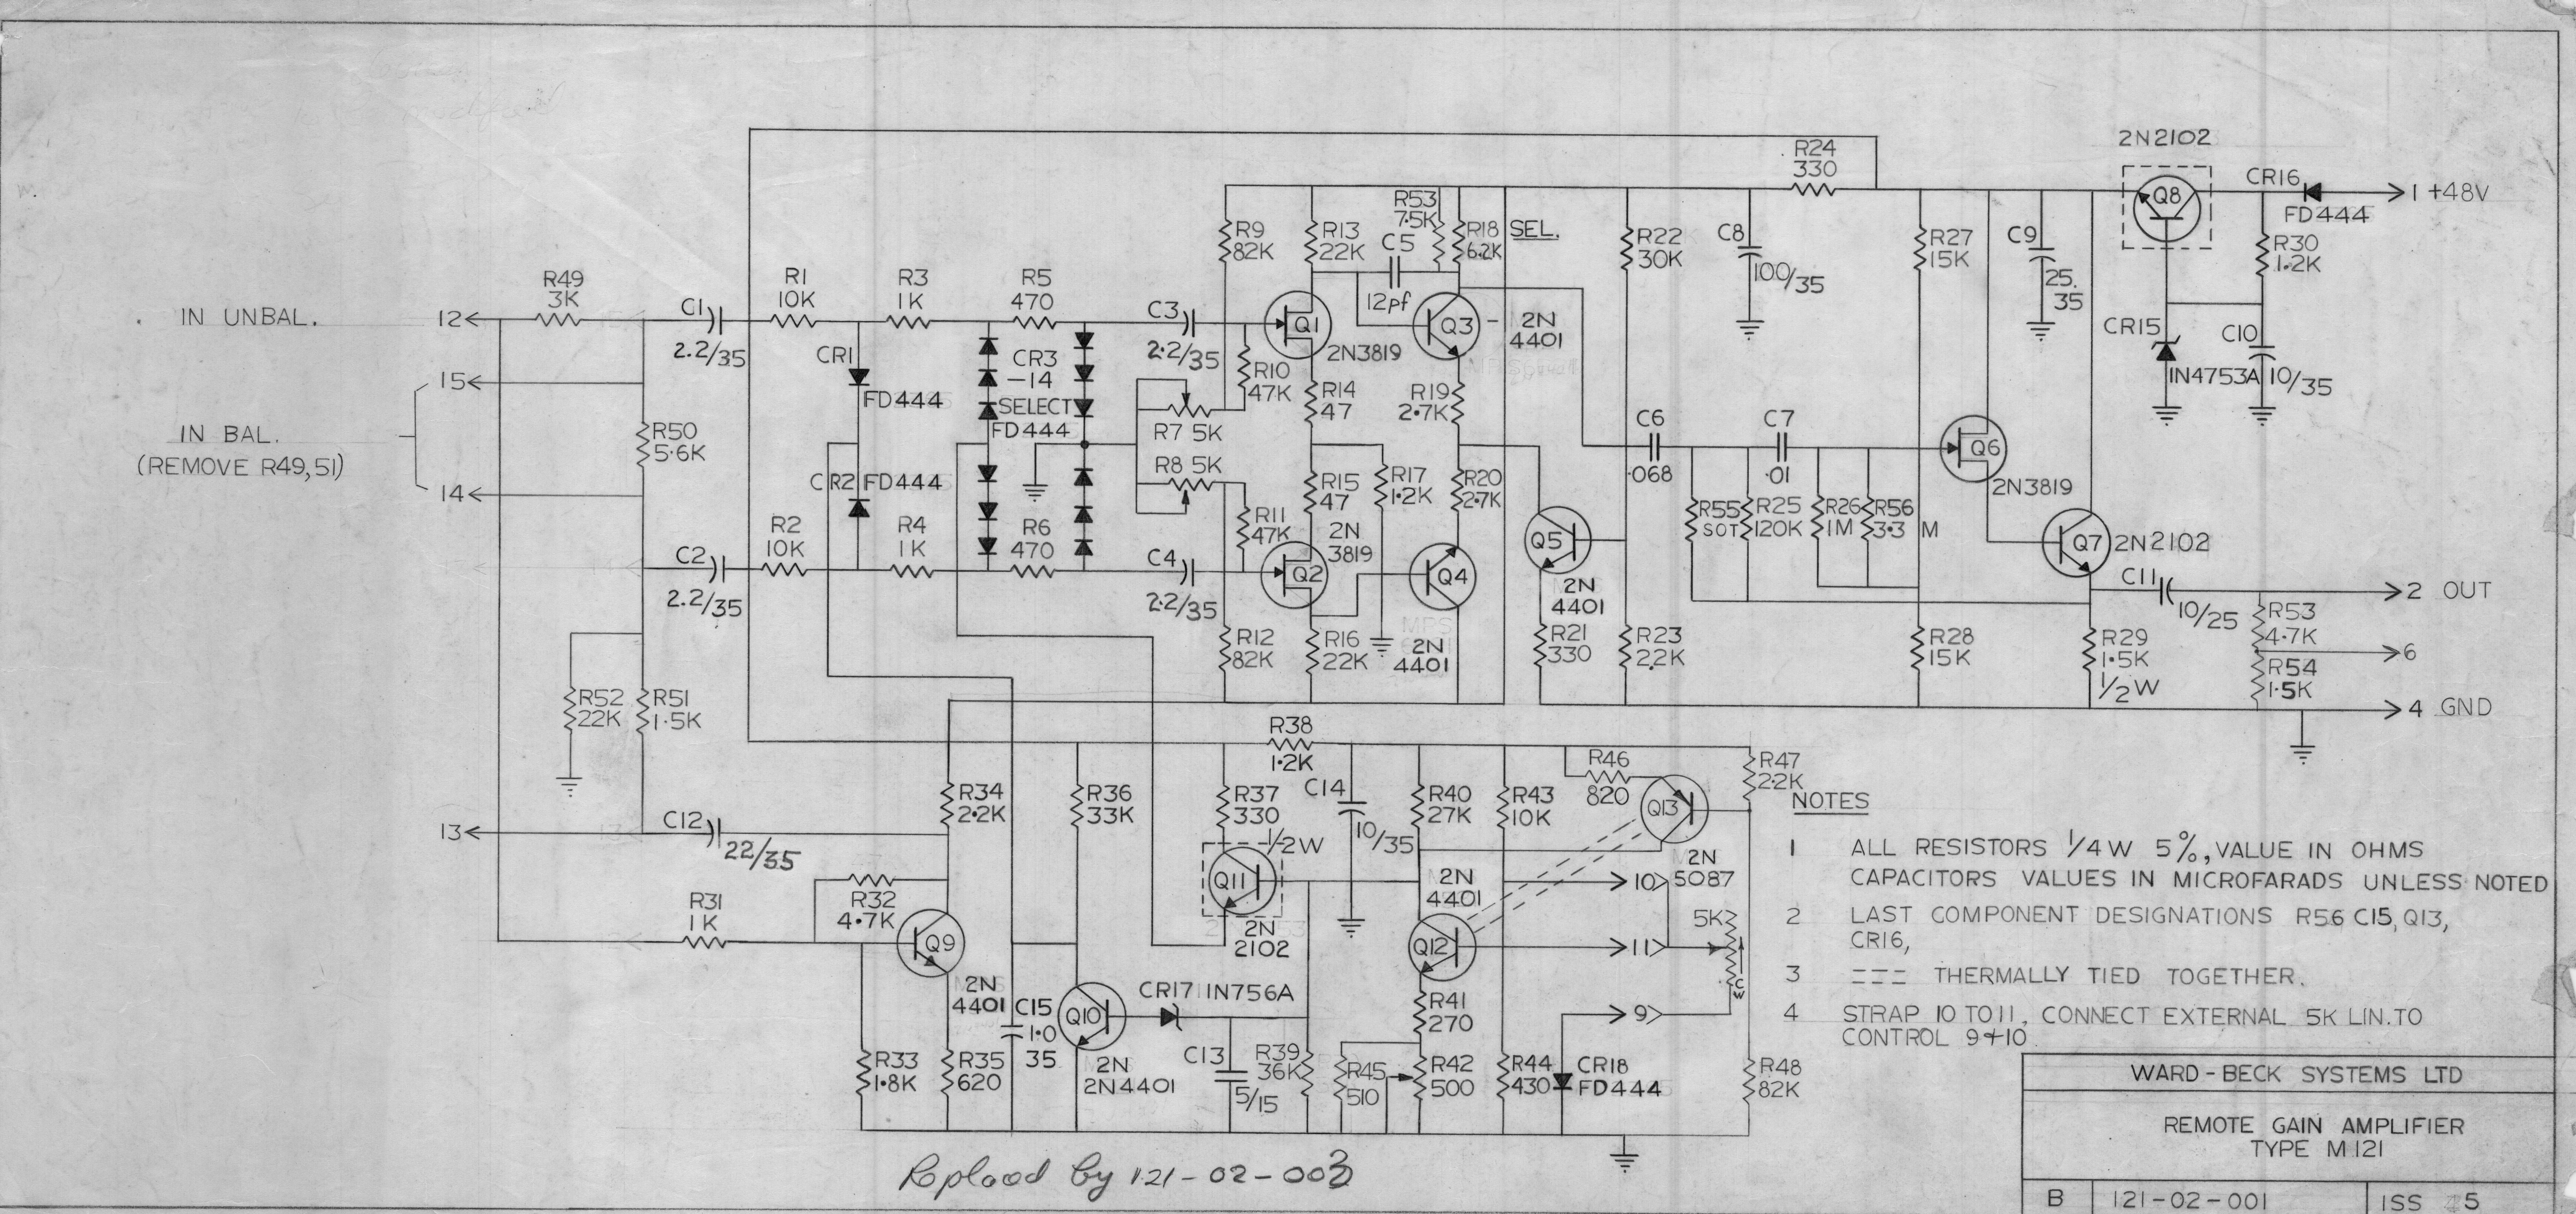 2N2102
R24
330
CR16
Q8
1 +48V
FD444
R53
7.5K
R9
82K
R13
22K
C5
R18
6.2K
SEL.
R22
30K
C8
100/35
R27
15K
C9
25.
35
R30
1.2K
R49
3K
C1
R1
10K
R3
1K
R5
470
C3
12pf
Q1
Q3
2N
4401
CR15
C10
IN UNBAL.
12
2.2/35
CR1
CR3
-14
2.2/35
2N3819
R10
47K
15
FD444
SELECT
FD444
R14
47
R19
2.7K
1N4753A
10/35
IN BAL.
(REMOVE R49,51)
R50
5.6K
R7 5K
C6
.068
C7
.01
Q6
2N3819
14
CR2
FD444
R8 5K
R15
47
R17
1.2K
R20
2.7K
R55
SOT
R25
120K
R26
1M
R56
3.3 M
R2
10K
R4
1K
R6
470
R11
47K
2N
3819
Q5
Q7
2N2102
C2
2.2/35
C4
2.2/35
Q2
Q4
2N
4401
C11
10/25
2 OUT
R12
82K
R16
22K
2N
4401
R21
330
R23
2.2K
R28
15K
R29
1.5K
1/2W
R53
4.7K
6
R54
1.5K
4 GND
R52
22K
R51
1.5K
R38
1.2K
R46
820
R47
2.2K
13
C12
22/35
R34
2.2K
R36
33K
R37
330
1/2W
C14
10/35
R40
27K
R43
10K
Q13
2N
5087
R31
1K
R32
4.7K
Q9
2N
4401
Q11
2N
2102
2N
4401
Q12
10
5K
11
CW
9
C15
1.0
35
Q10
CR17
1N756A
2N
2N4401
R41
270
R33
1.8K
R35
620
C13
5/15
R39
36K
R45
510
R42
500
R44
430
CR18
FD444
R48
82K
NOTES
1 ALL RESISTORS 1/4W 5%, VALUE IN OHMS
CAPACITORS VALUES IN MICROFARADS UNLESS NOTED
2 LAST COMPONENT DESIGNATIONS R56 C15, Q13,
CR16,
3 === THERMALLY TIED TOGETHER.
4 STRAP 10 TO 11, CONNECT EXTERNAL 5K LIN. TO
CONTROL 9+10
WARD-BECK SYSTEMS LTD
REMOTE GAIN AMPLIFIER
TYPE M121
B 121-02-001 ISS 5
Replaced by 121-02-003